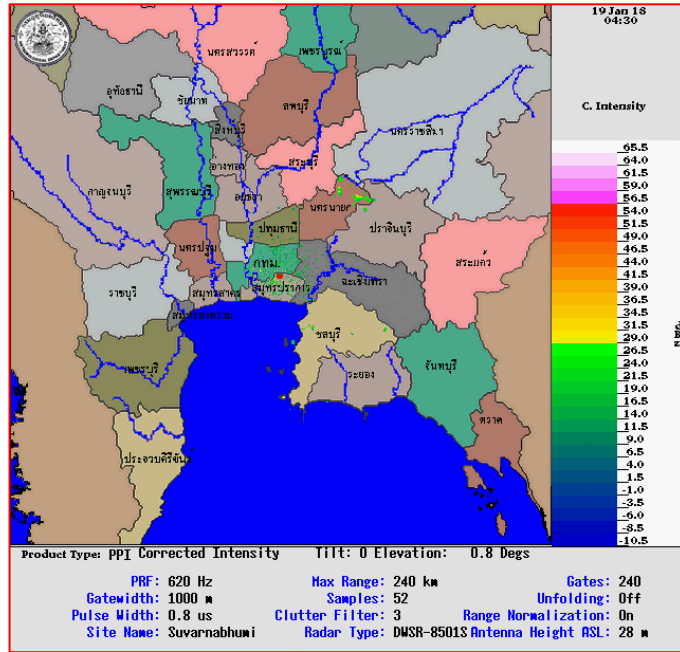 19 Jan 18
04:30
C. Intensity
นครสวรรค์
เพชรบูรณ์
อุทัยธานี
ชัยนาท
ลพบุรี
สิงห์บุรี
นครราชสีมา
อ่างทอง
สระบุรี
กาญจนบุรี
สุพรรณบุรี
อยุธยา
นครนายก
ปทุมธานี
ปราจีนบุรี
นครปฐม
กทม.
สระแก้ว
ฉะเชิงเทรา
ราชบุรี
สมุทรสาคร
สมุทรปราการ
สมุทรสงคราม
ชลบุรี
เพชรบุรี
ระยอง
จันทบุรี
ตราด
ประจวบคีรีขันธ์
65.5
64.0
61.5
59.0
56.5
54.0
51.5
49.0
46.5
44.0
41.5
39.0
36.5
34.0
31.5
29.0
26.5
24.0
21.5
19.0
16.5
14.0
11.5
9.0
6.5
4.0
1.5
-1.0
-3.5
-6.0
-8.5
-10.5
Product Type: PPI Corrected Intensity Tilt: 0 Elevation: 0.8 Degs
PRF: 620 Hz Max Range: 240 km Gates: 240
Gatewidth: 1000 m Samples: 52 Unfolding: Off
Pulse Width: 0.8 us Clutter Filter: 3 Range Normalization: On
Site Name: Suvarnabhumi Radar Type: DWSR-8501S Antenna Height ASL: 28 m